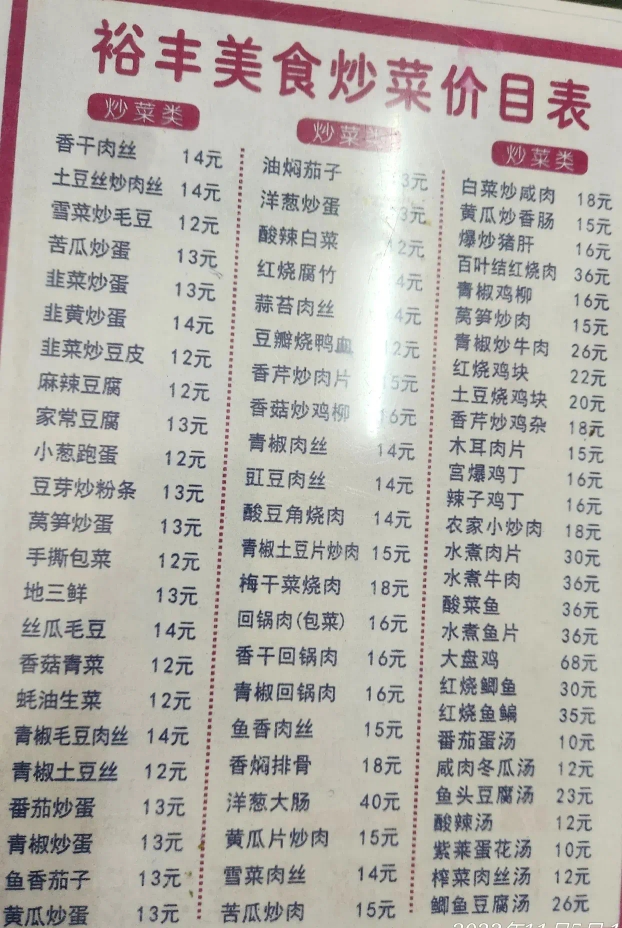 裕丰美食炒菜价目表
炒菜类
香干肉丝 14元
土豆丝炒肉丝 14元
雪菜炒毛豆 12元
苦瓜炒蛋 13元
韭菜炒蛋 13元
韭黄炒蛋 14元
韭菜炒豆皮 12元
麻辣豆腐 12元
家常豆腐 13元
小葱跑蛋 12元
豆芽炒粉条 13元
莴笋炒蛋 13元
手撕包菜 12元
地三鲜 13元
丝瓜毛豆 14元
香菇青菜 12元
蚝油生菜 12元
青椒毛豆肉丝 14元
青椒土豆丝 12元
番茄炒蛋 13元
青椒炒蛋 13元
鱼香茄子 13元
黄瓜炒蛋 13元
炒菜类
油焖茄子 3元
洋葱炒蛋 3元
酸辣白菜 2元
红烧腐竹 4元
蒜苔肉丝 4元
豆瓣烧鸭血 12元
香芹炒肉片 15元
香菇炒鸡柳 16元
青椒肉丝 14元
豇豆肉丝 14元
酸豆角烧肉 14元
青椒土豆片炒肉 15元
梅干菜烧肉 18元
回锅肉(包菜) 16元
香干回锅肉 16元
青椒回锅肉 16元
鱼香肉丝 15元
香焖排骨 18元
洋葱大肠 40元
黄瓜片炒肉 15元
雪菜肉丝 14元
苦瓜炒肉 15元
炒菜类
白菜炒咸肉 18元
黄瓜炒香肠 15元
爆炒猪肝 16元
百叶结红烧肉 36元
青椒鸡柳 16元
莴笋炒肉 15元
青椒炒牛肉 26元
红烧鸡块 22元
土豆烧鸡块 20元
香芹炒鸡杂 18元
木耳肉片 15元
宫爆鸡丁 16元
辣子鸡丁 16元
农家小炒肉 18元
水煮肉片 30元
水煮牛肉 36元
酸菜鱼 36元
水煮鱼片 36元
大盘鸡 68元
红烧鲫鱼 30元
红烧鱼鳊 35元
番茄蛋汤 10元
咸肉冬瓜汤 12元
鱼头豆腐汤 23元
酸辣汤 12元
紫菜蛋花汤 10元
榨菜肉丝汤 12元
鲫鱼豆腐汤 26元